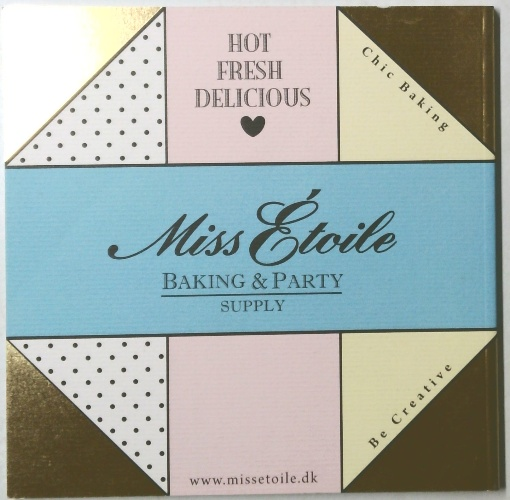 HOT
FRESH
DELICIOUS
Chic Baking
Miss Étoile
BAKING & PARTY
SUPPLY
Be Creative
www.missetoile.dk